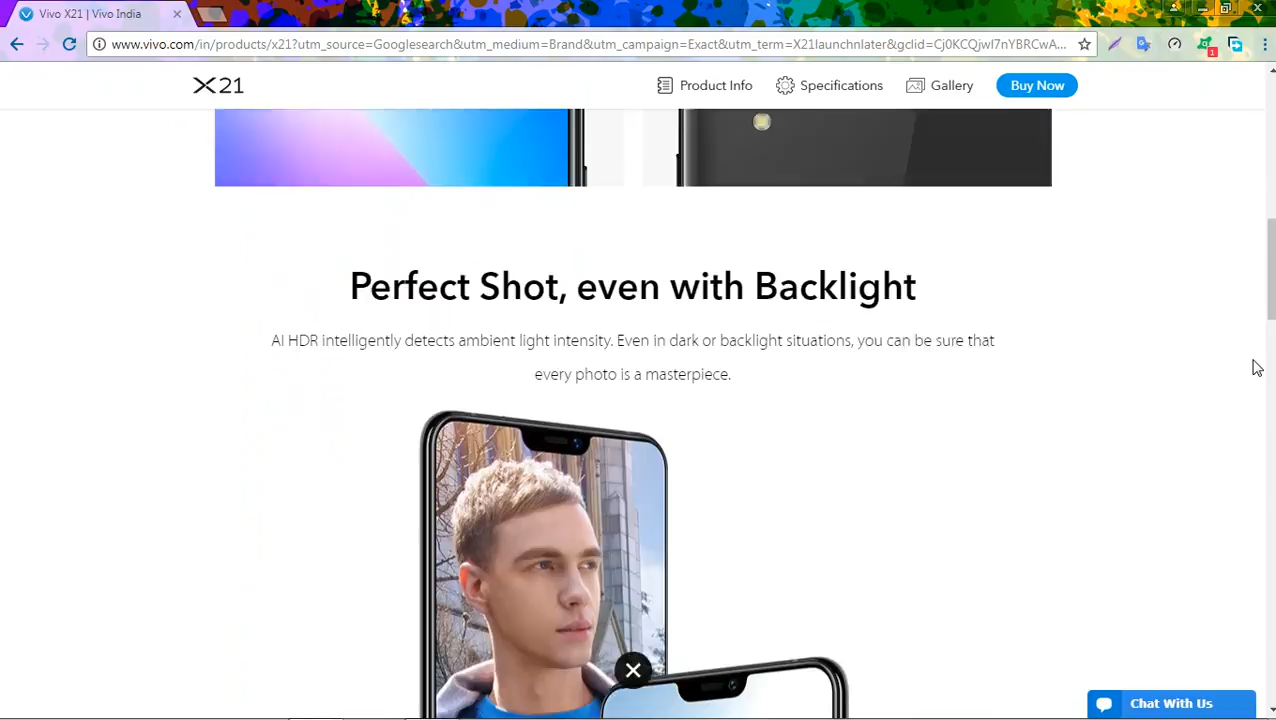 Vivo X21 | Vivo India
www.vivo.com/in/products/x21?utm_source=Googlesearch&utm_medium=Brand&utm_campaign=Exact&utm_term=X21launchnlater&gclid=Cj0KCQjwI7nYBRCwA...
1
X21
Product Info
Specifications
Gallery
Buy Now
Perfect Shot, even with Backlight
AI HDR intelligently detects ambient light intensity. Even in dark or backlight situations, you can be sure that
every photo is a masterpiece.
Chat With Us